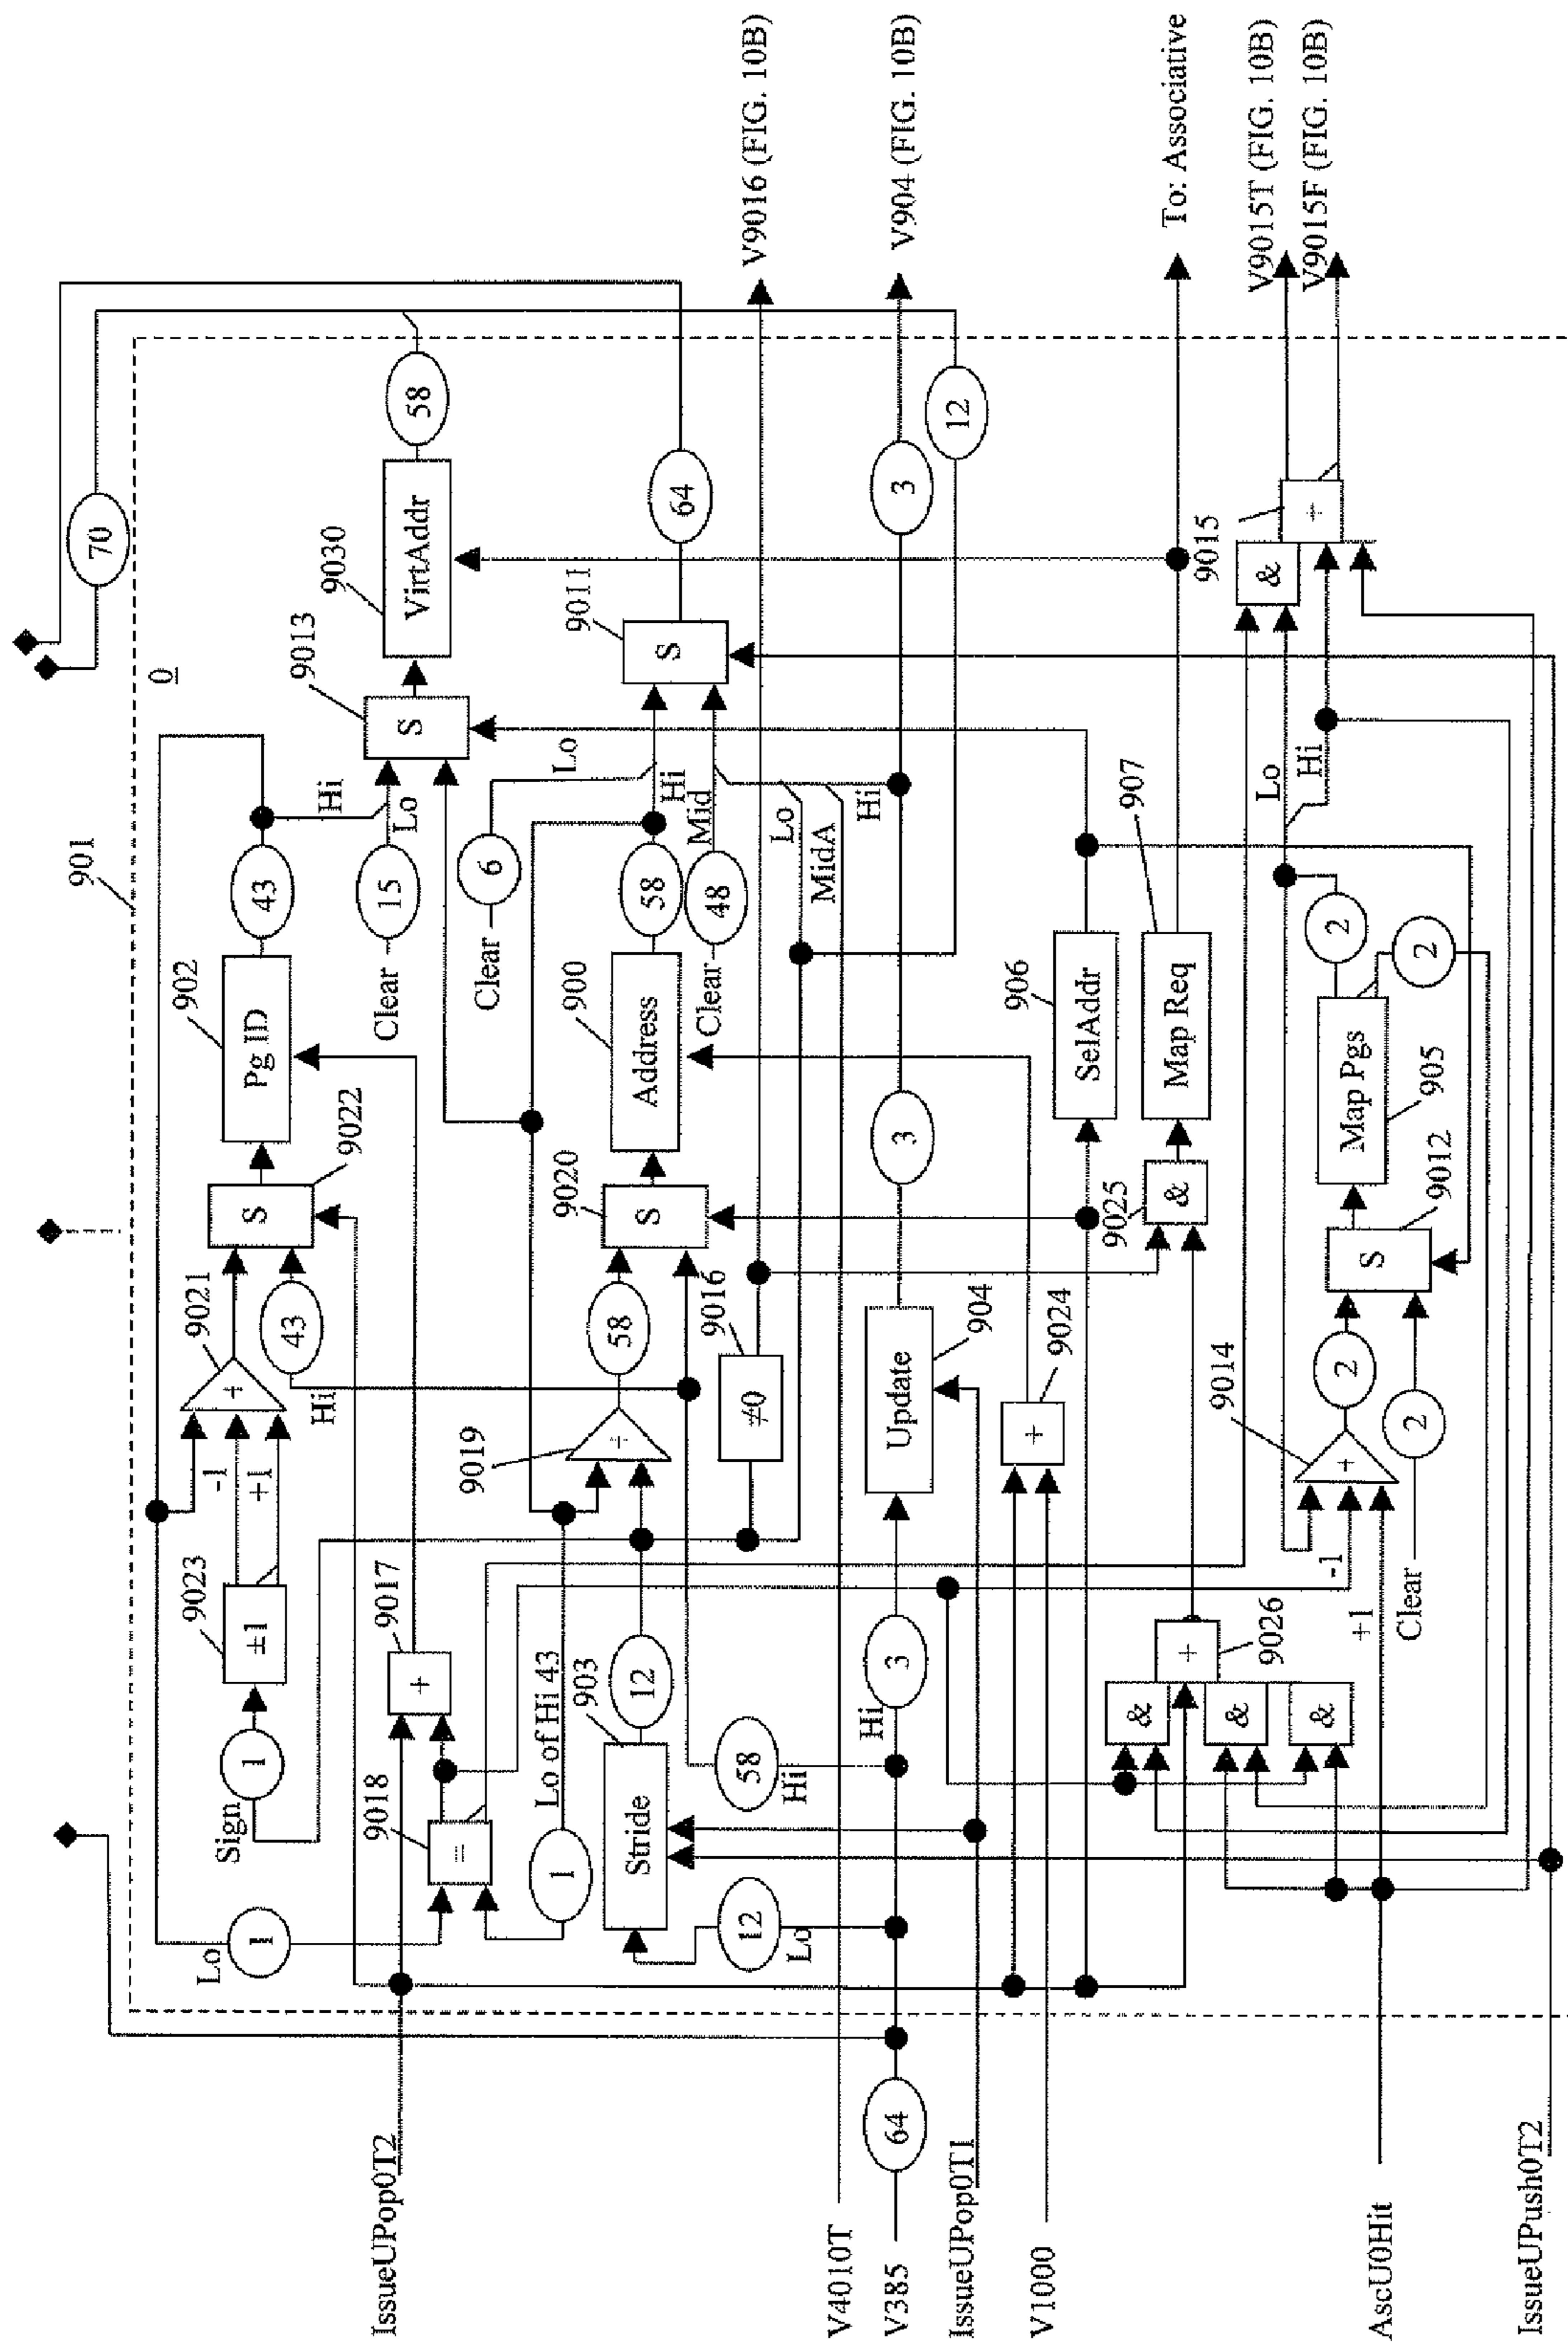 70
0
901
43
902
Pg ID
9022
S
9021
+
43
Hi
-1
+1
9023
±1
1
Sign
1
Lo
Hi
15
Lo
Clear
9013
S
9030
VirtAddr
58
9017
+
9018
=
Lo of Hi 43
1
IssueUPop0T2
6
Lo
Clear
58
Hi
900
Address
9020
S
58
9019
+
12
903
Stride
12
Lo
58
Hi
9011
S
64
48
Mid
Clear
Lo
MidA
Hi
9016
≠0
V9016 (FIG. 10B)
V904 (FIG. 10B)
3
12
3
904
Update
3
Hi
V4010T
64
V385
IssueUPop0T1
9024
+
V1000
906
SelAddr
907
Map Req
9025
&
To: Associative
9026
+
&
&
&
9015
&
+
V9015T (FIG. 10B)
V9015F (FIG. 10B)
Lo
Hi
2
2
905
Map Pgs
9012
S
9014
+
2
2
-1
+1
Clear
AscU0Hit
IssueUPush0T2